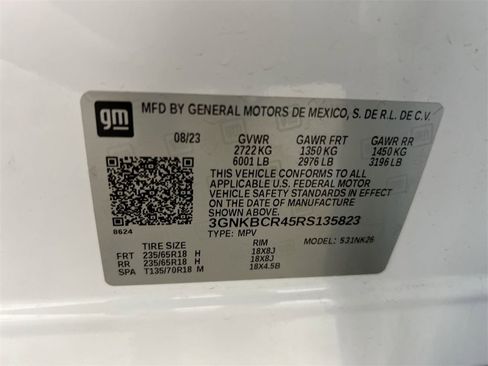 gm MFD BY GENERAL MOTORS DE MEXICO, S. DE R.L. DE C.V.
08/23 GVWR GAWR FRT GAWR RR
2722 KG 1350 KG 1450 KG
6001 LB 2976 LB 3196 LB
THIS VEHICLE CONFORMS TO ALL
APPLICABLE U.S. FEDERAL MOTOR
VEHICLE SAFETY STANDARDS IN EFFECT
ON THE DATE OF MANUFACTURE
SHOWN ABOVE.
3GNKBCR45RS135823
8624 TYPE: MPV MODEL: 531NK26
TIRE SIZE RIM
FRT 235/65R18 H 18X8J
RR 235/65R18 H 18X8J
SPA T135/70R18 M 18X4.5B